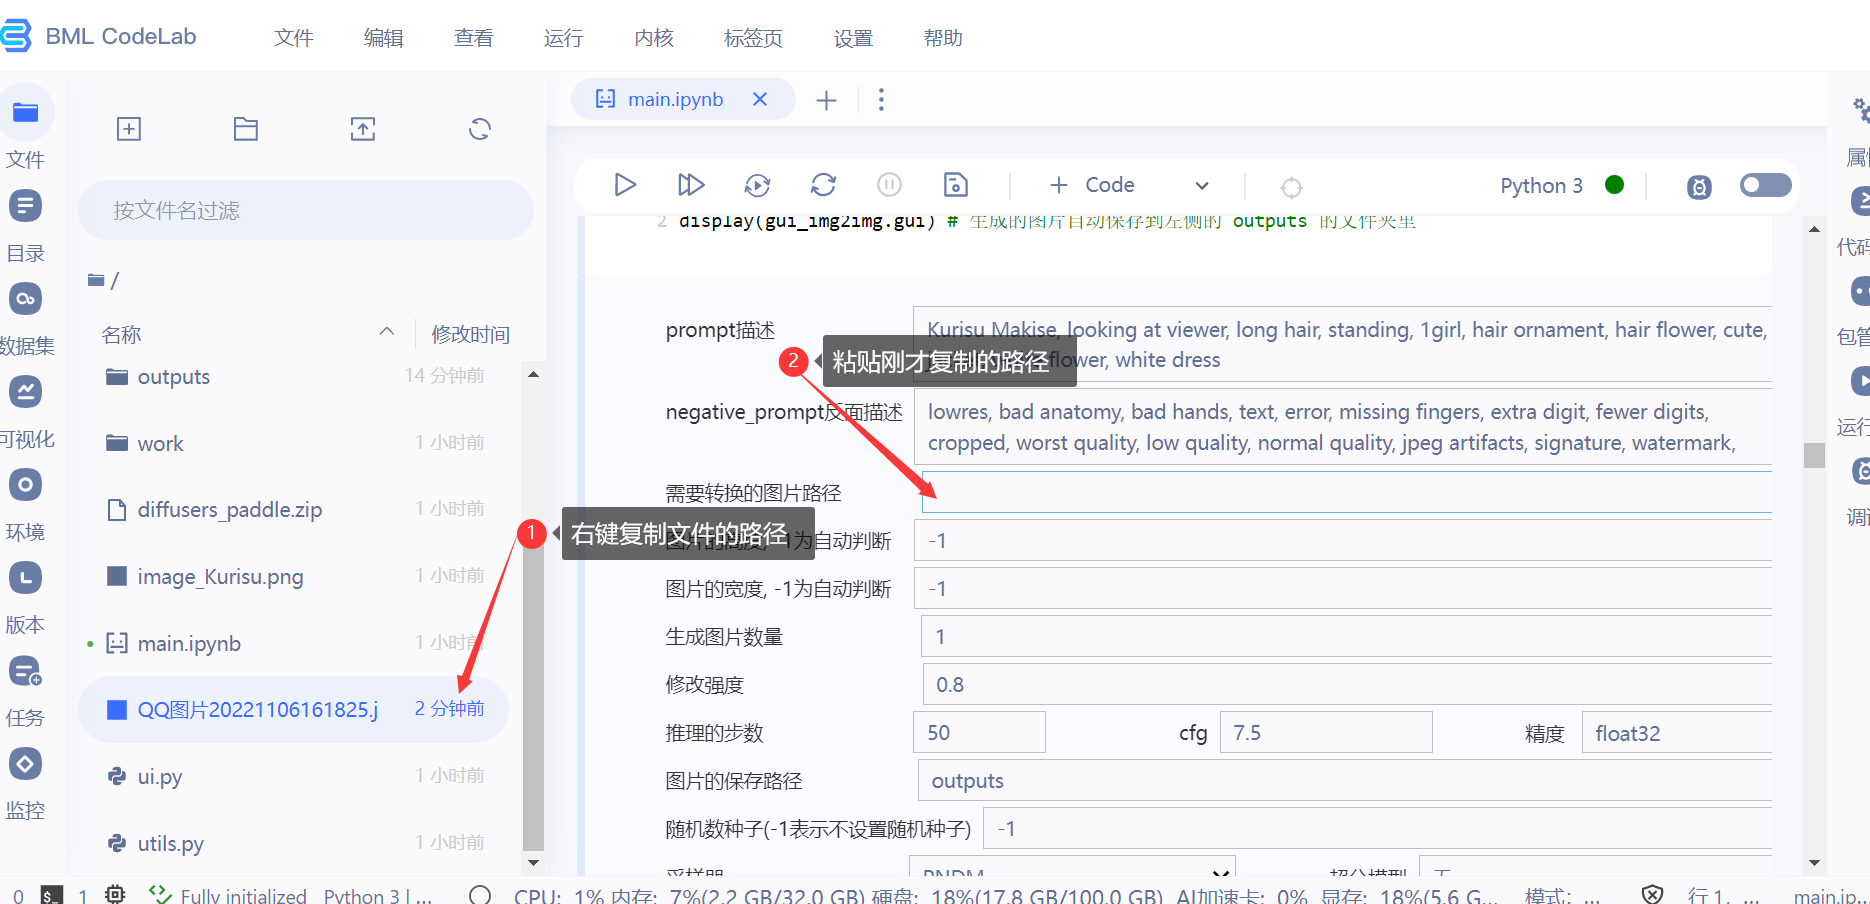 BML CodeLab
文件
编辑
查看
运行
内核
标签页
设置
帮助
文件
目录
数据集
可视化
环境
版本
任务
监控
按文件名过滤
/
名称
修改时间
outputs 14 分钟前
work 1 小时前
diffusers_paddle.zip 1 小时前
image_Kurisu.png 1 小时前
main.ipynb 1 小时前
QQ图片20221106161825.j 2 分钟前
ui.py 1 小时前
utils.py 1 小时前
main.ipynb
Code
Python 3
2 display(gui_img2img.gui) # 生成的图片自动保存到左侧的 outputs 的文件夹里
prompt描述
Kurisu Makise, looking at viewer, long hair, standing, 1girl, hair ornament, hair flower, cute,
flower, white dress
2 粘贴刚才复制的路径
negative_prompt反面描述
lowres, bad anatomy, bad hands, text, error, missing fingers, extra digit, fewer digits,
cropped, worst quality, low quality, normal quality, jpeg artifacts, signature, watermark,
需要转换的图片路径
1 右键复制文件的路径
为自动判断 -1
图片的宽度, -1为自动判断 -1
生成图片数量 1
修改强度 0.8
推理的步数 50 cfg 7.5 精度 float32
图片的保存路径 outputs
随机数种子(-1表示不设置随机种子) -1
采样器 PNDM 超分模型 无
属
代码
包管
运行
调
0 1 Fully initialized Python 3 | ... CPU: 1% 内存: 7%(2.2 GB/32.0 GB) 硬盘: 18%(17.8 GB/100.0 GB) AI加速卡: 0% 显存: 18%(5.6 G... 模式: ... 行 1, ... main.ip...